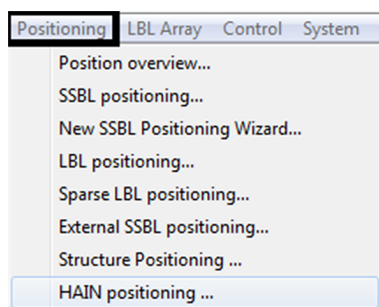 Positioning LBL Array Control System
Position overview...
SSBL positioning...
New SSBL Positioning Wizard...
LBL positioning...
Sparse LBL positioning...
External SSBL positioning...
Structure Positioning ...
HAIN positioning ...